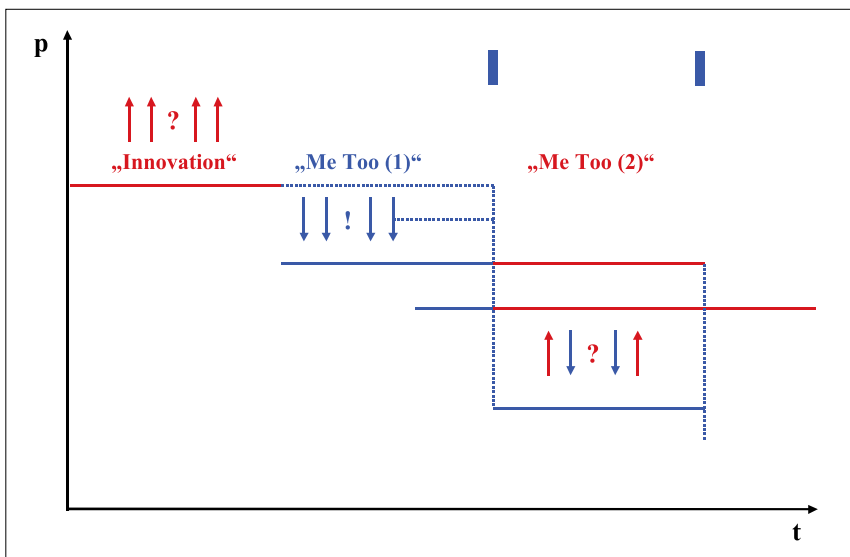 p
?
„Innovation“ „Me Too (1)“ „Me Too (2)“
!
?
t